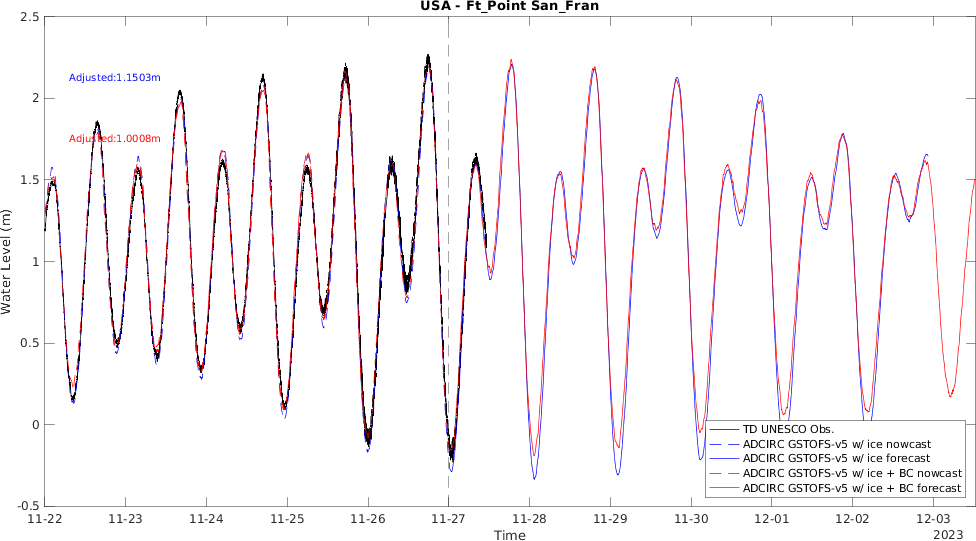 USA - Ft_Point San_Fran
2.5
2
1.5
1
0.5
0
-0.5
Water Level (m)
Adjusted:1.1503m
Adjusted:1.0008m
TD UNESCO Obs.
ADCIRC GSTOFS-v5 w/ ice nowcast
ADCIRC GSTOFS-v5 w/ ice forecast
ADCIRC GSTOFS-v5 w/ ice + BC nowcast
ADCIRC GSTOFS-v5 w/ ice + BC forecast
11-22 11-23 11-24 11-25 11-26 11-27 11-28 11-29 11-30 12-01 12-02 12-03
Time
2023